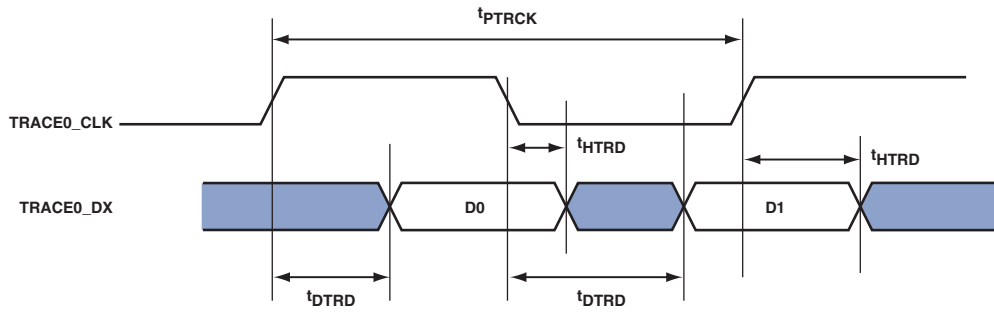 tPTRCK
TRACE0_CLK
tHTRD
tHTRD
TRACE0_DX
D0
D1
tDTRD
tDTRD